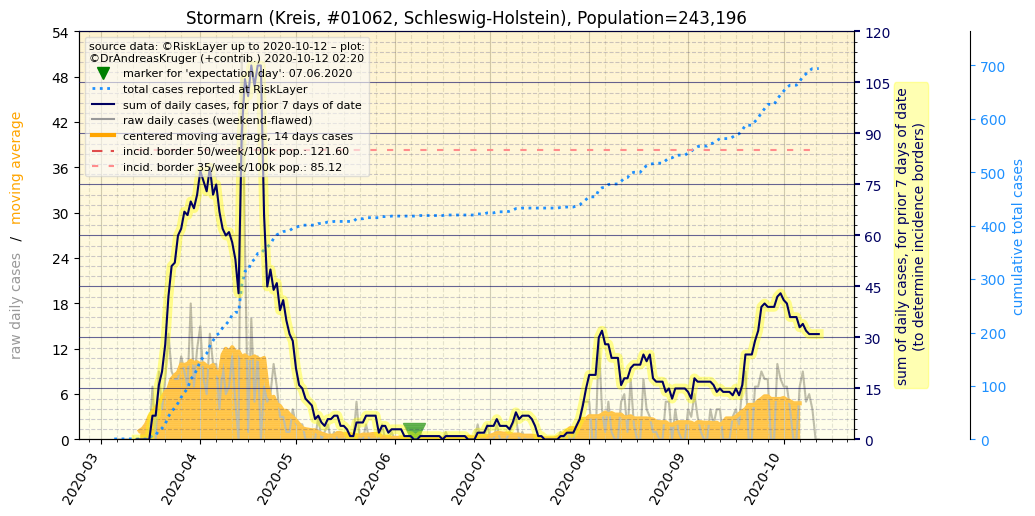 Stormarn (Kreis, #01062, Schleswig-Holstein), Population=243,196
source data: ©RiskLayer up to 2020-10-12 – plot:
©DrAndreasKruger (+contrib.) 2020-10-12 02:20
marker for 'expectation day': 07.06.2020
total cases reported at RiskLayer
sum of daily cases, for prior 7 days of date
raw daily cases (weekend-flawed)
centered moving average, 14 days cases
incid. border 50/week/100k pop.: 121.60
incid. border 35/week/100k pop.: 85.12
raw daily cases / moving average
54
48
42
36
30
24
18
12
6
0
120
105
90
75
60
45
30
15
0
sum of daily cases, for prior 7 days of date
(to determine incidence borders)
700
600
500
400
300
200
100
0
cumulative total cases
2020-03
2020-04
2020-05
2020-06
2020-07
2020-08
2020-09
2020-10